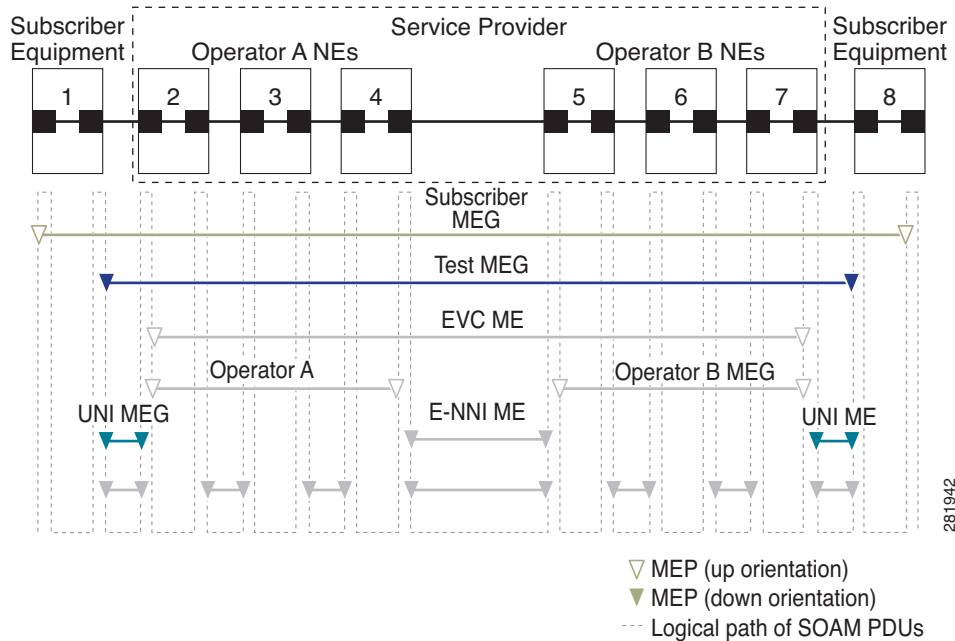 Subscriber
Equipment
Service Provider
Subscriber
Equipment
Operator A NEs
Operator B NEs
1
2
3
4
5
6
7
8
Subscriber
MEG
Test MEG
EVC ME
Operator A
Operator B MEG
UNI MEG
E-NNI ME
UNI ME
281942
MEP (up orientation)
MEP (down orientation)
Logical path of SOAM PDUs